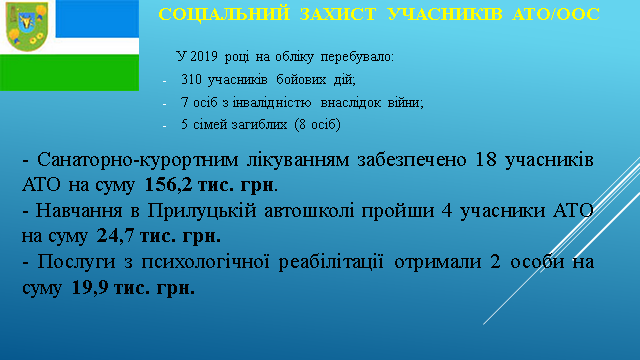 СОЦІАЛЬНИЙ ЗАХИСТ УЧАСНИКІВ АТО/ООС
У 2019 році на обліку перебувало:
- 310 учасників бойових дій;
- 7 осіб з інвалідністю внаслідок війни;
- 5 сімей загиблих (8 осіб)
- Санаторно-курортним лікуванням забезпечено 18 учасників
АТО на суму 156,2 тис. грн.
- Навчання в Прилуцькій автошколі пройши 4 учасники АТО
на суму 24,7 тис. грн.
- Послуги з психологічної реабілітації отримали 2 особи на
суму 19,9 тис. грн.